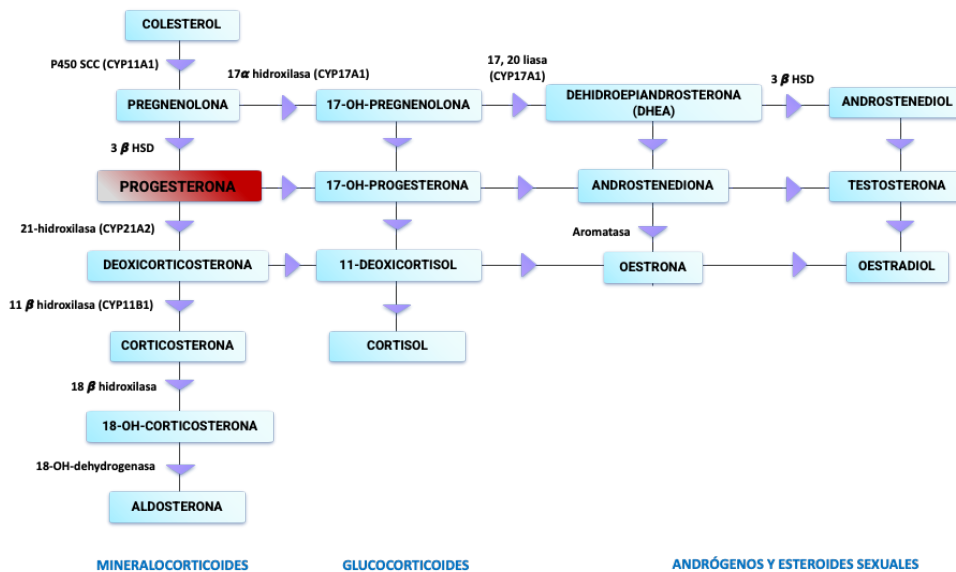 COLESTEROL
P450 SCC (CYP11A1)
17α hidroxilasa (CYP17A1)
17, 20 liasa
(CYP17A1)
3 β HSD
PREGNENOLONA
17-OH-PREGNENOLONA
DEHIDROEPIANDROSTERONA
(DHEA)
ANDROSTENEDIOL
3 β HSD
PROGESTERONA
17-OH-PROGESTERONA
ANDROSTENEDIONA
TESTOSTERONA
21-hidroxilasa (CYP21A2)
Aromatasa
DEOXICORTICOSTERONA
11-DEOXICORTISOL
OESTRONA
OESTRADIOL
11 β hidroxilasa (CYP11B1)
CORTICOSTERONA
CORTISOL
18 β hidroxilasa
18-OH-CORTICOSTERONA
18-OH-dehydrogenasa
ALDOSTERONA
MINERALOCORTICOIDES
GLUCOCORTICOIDES
ANDRÓGENOS Y ESTEROIDES SEXUALES